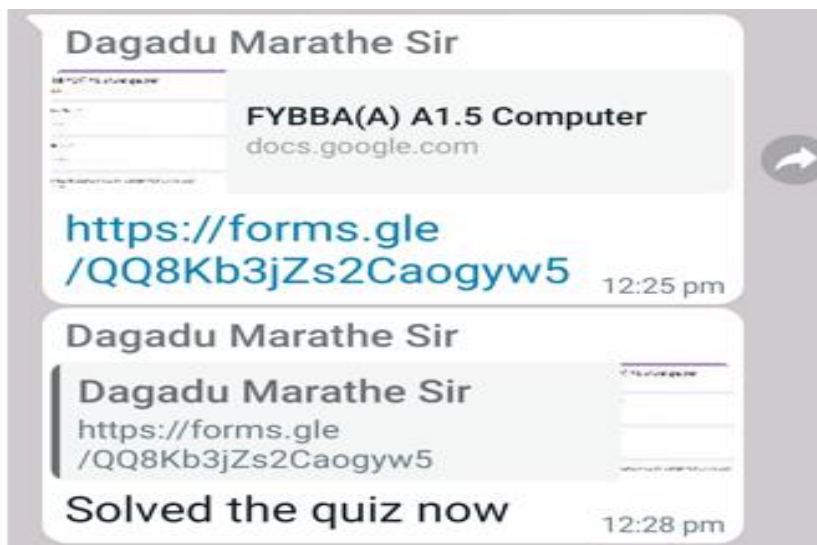 Dagadu Marathe Sir
FYBBA(A) A1.5 Computer
docs.google.com
https://forms.gle
/QQ8Kb3jZs2Caogyw5
12:25 pm
Dagadu Marathe Sir
Dagadu Marathe Sir
https://forms.gle
/QQ8Kb3jZs2Caogyw5
Solved the quiz now
12:28 pm